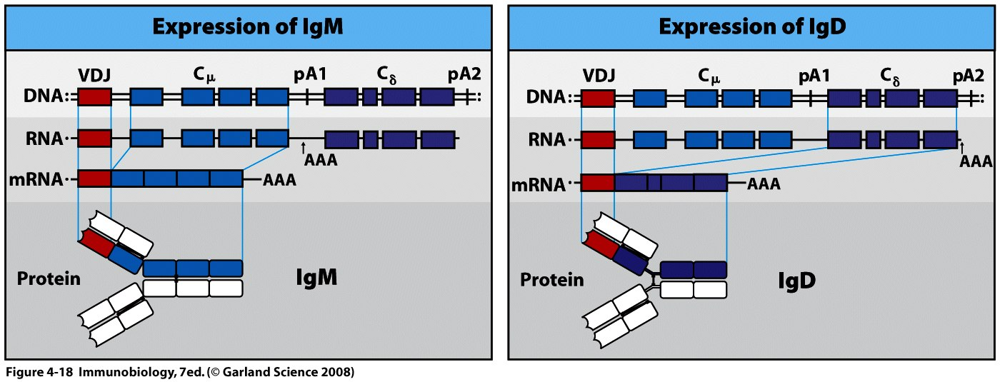 Expression of IgM
VDJ Cμ pA1 Cδ pA2
DNA
RNA
AAA
mRNA AAA
Protein IgM
Expression of IgD
VDJ Cμ pA1 Cδ pA2
DNA
RNA
AAA
mRNA AAA
Protein IgD
Figure 4-18 Immunobiology, 7ed. (© Garland Science 2008)